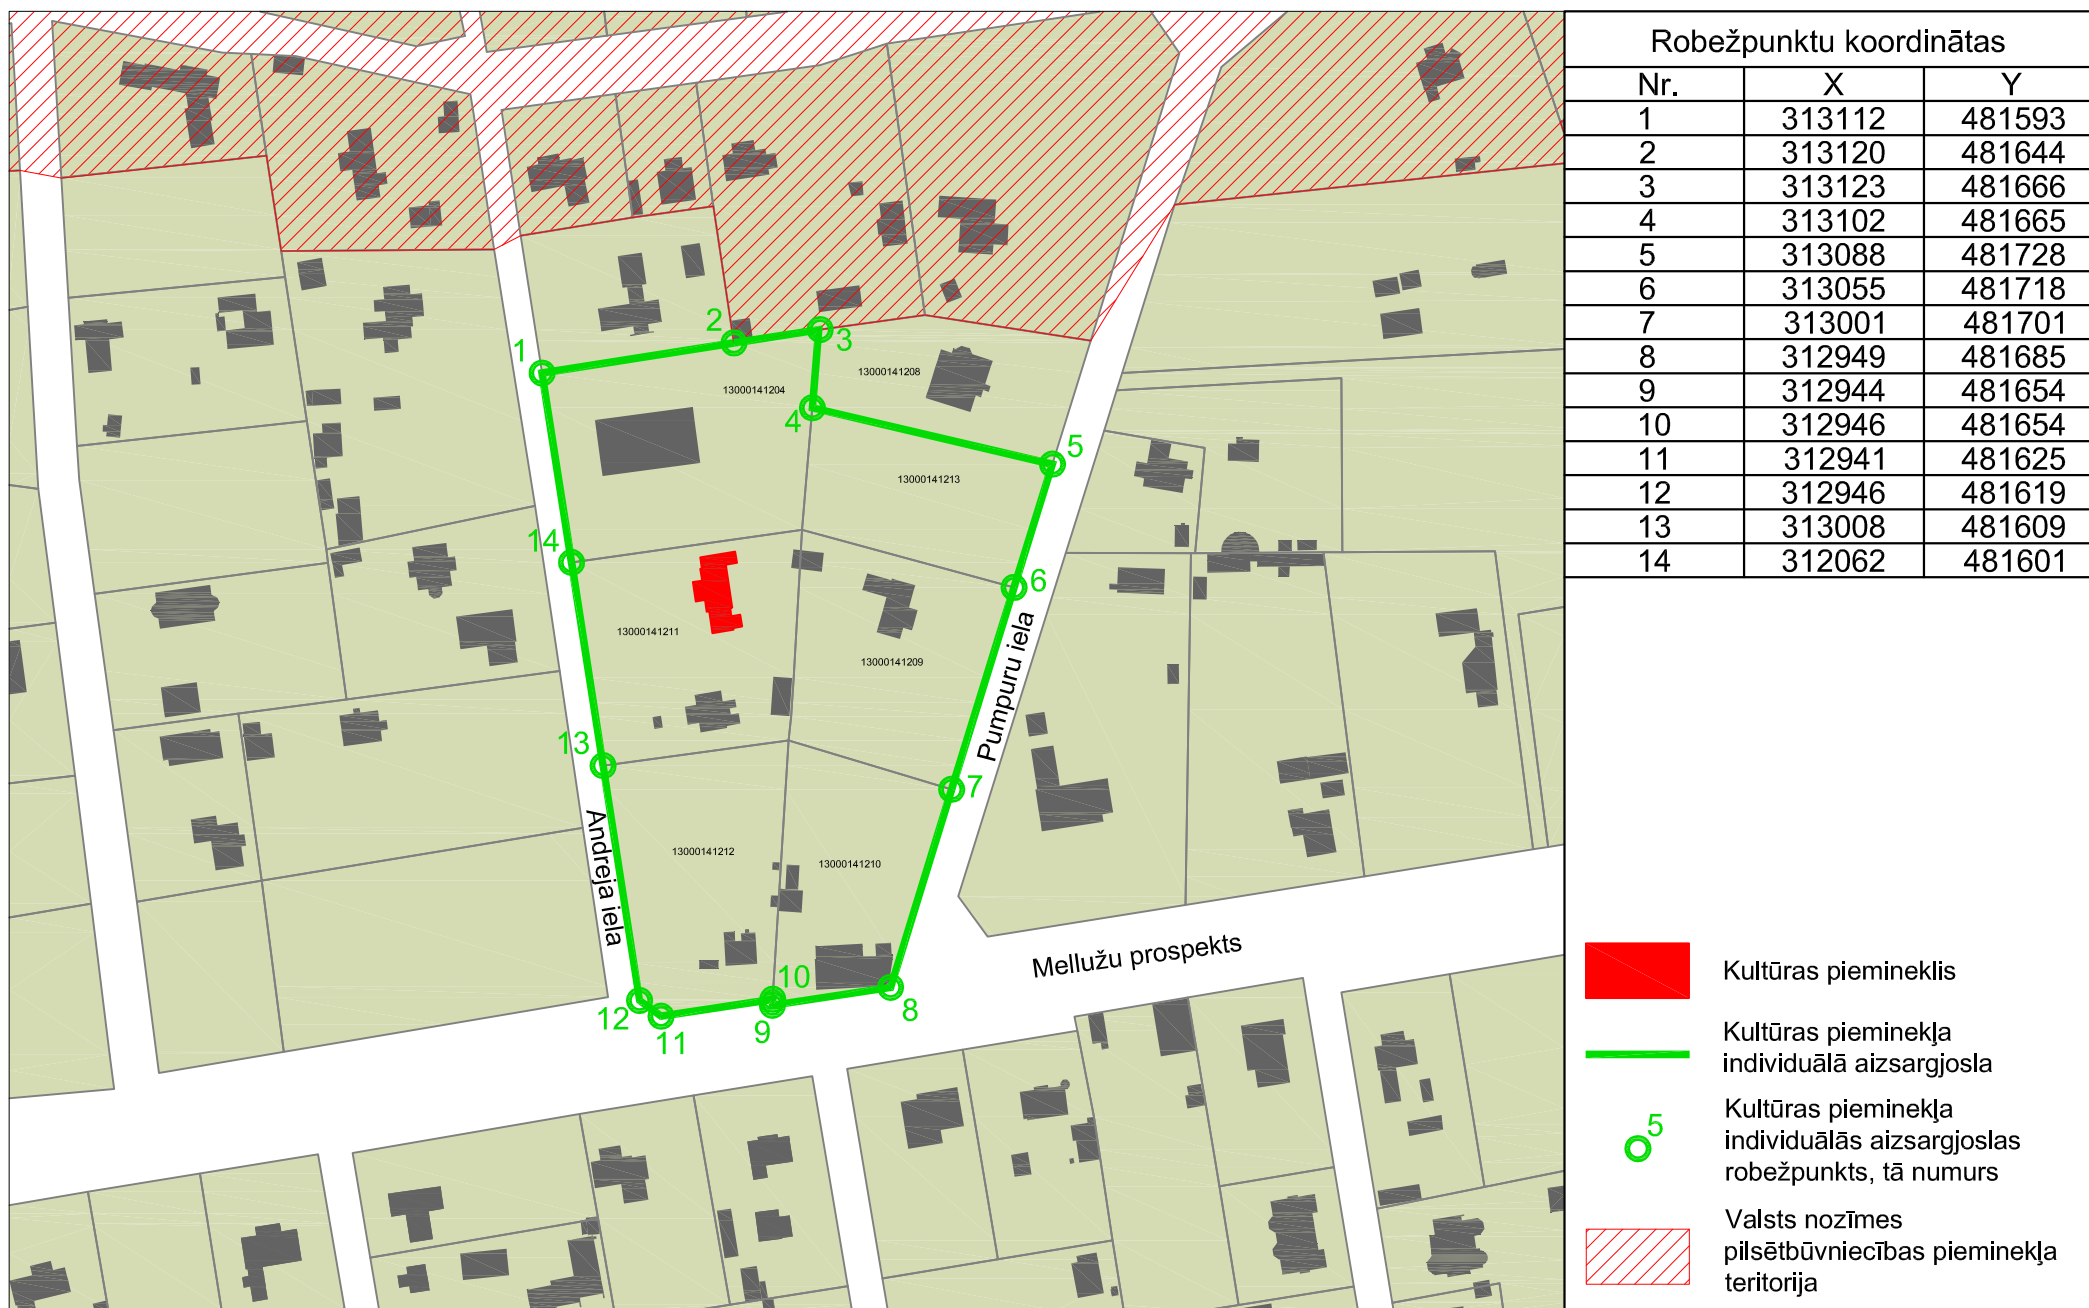 Robežpunktu koordinātas
Nr. X Y
1 313112 481593
2 313120 481644
3 313123 481666
4 313102 481665
5 313088 481728
6 313055 481718
7 313001 481701
8 312949 481685
9 312944 481654
10 312946 481654
11 312941 481625
12 312946 481619
13 313008 481609
14 312062 481601
1
2
3
4
5
6
7
8
9
10
11
12
13
14
13000141204
13000141208
13000141213
13000141211
13000141209
13000141212
13000141210
Andreja iela
Pumpuru iela
Mellužu prospekts
Kultūras piemineklis
Kultūras pieminekļa
individuālā aizsargjosla
5
Kultūras pieminekļa
individuālās aizsargjoslas
robežpunkts, tā numurs
Valsts nozīmes
pilsētbūvniecības pieminekļa
teritorija